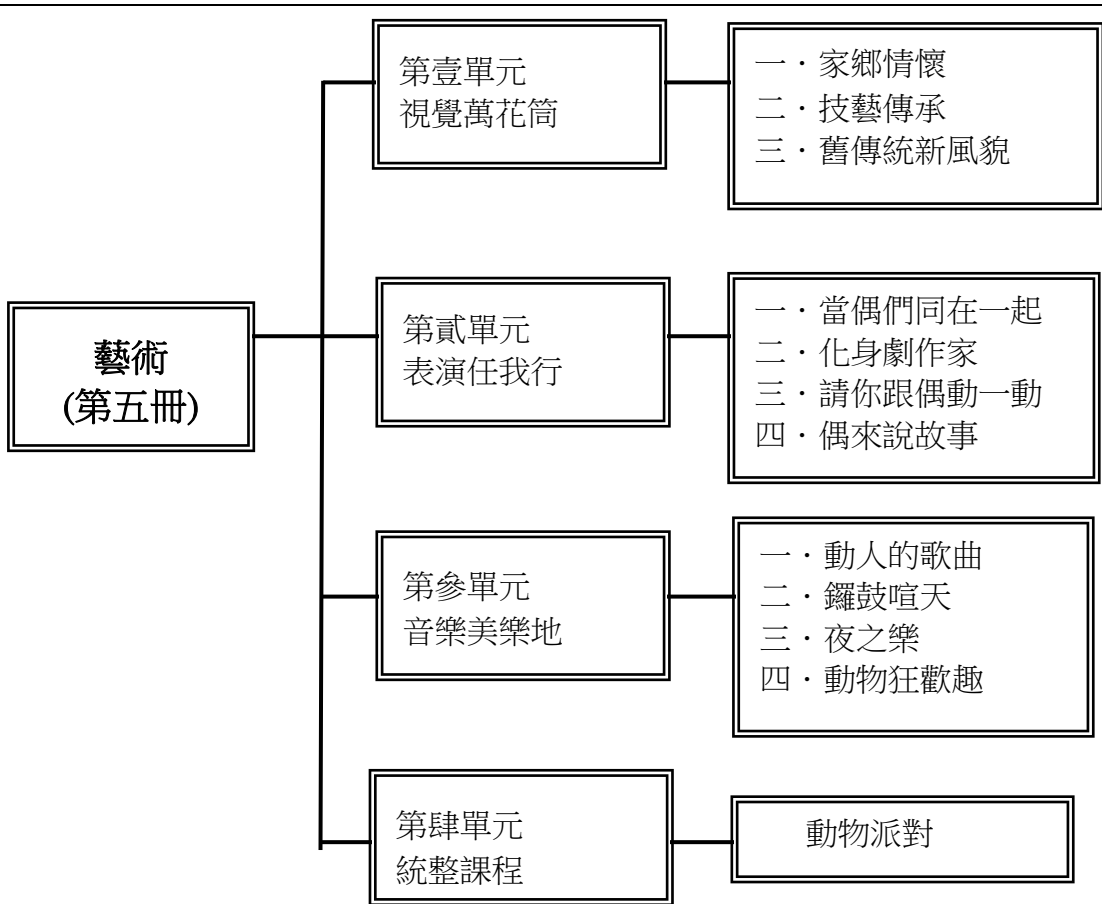 藝術
(第五冊)
第壹單元
視覺萬花筒
一．家鄉情懷
二．技藝傳承
三．舊傳統新風貌
第貳單元
表演任我行
一．當偶們同在一起
二．化身劇作家
三．請你跟偶動一動
四．偶來說故事
第參單元
音樂美樂地
一．動人的歌曲
二．鑼鼓喧天
三．夜之樂
四．動物狂歡趣
第肆單元
統整課程
動物派對